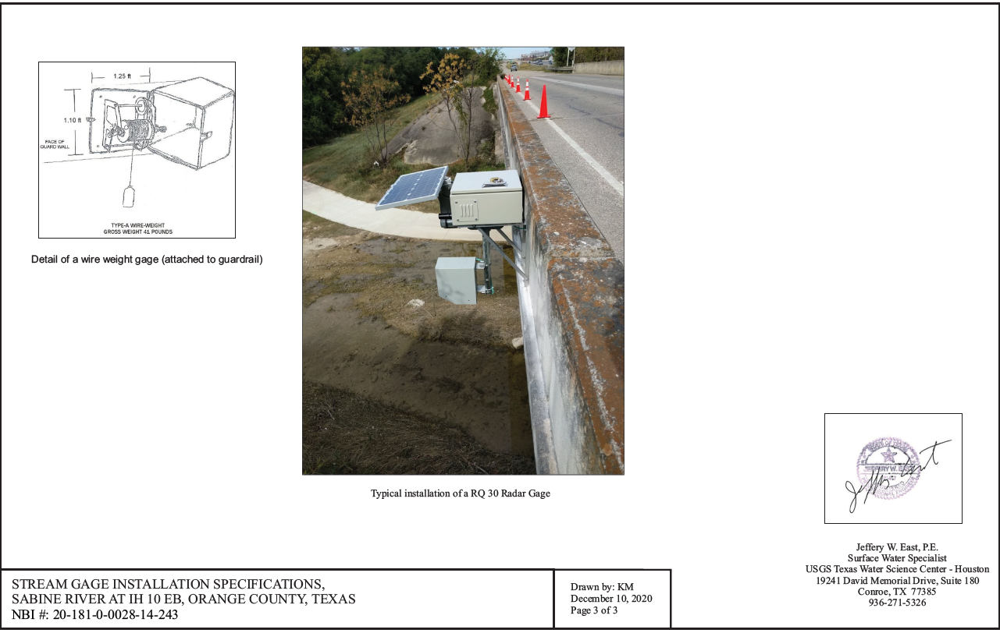 1.25 ft
1.10 ft
FACE OF
GUARD WALL
TYPE-A WIRE-WEIGHT
GROSS WEIGHT 41 POUNDS
Detail of a wire weight gage (attached to guardrail)
Typical installation of a RQ 30 Radar Gage
JEFFERY W. EAST
Jeffery W. East, P.E.
Surface Water Specialist
USGS Texas Water Science Center - Houston
19241 David Memorial Drive, Suite 180
Conroe, TX 77385
936-271-5326
STREAM GAGE INSTALLATION SPECIFICATIONS,
SABINE RIVER AT IH 10 EB, ORANGE COUNTY, TEXAS
NBI #: 20-181-0-0028-14-243
Drawn by: KM
December 10, 2020
Page 3 of 3